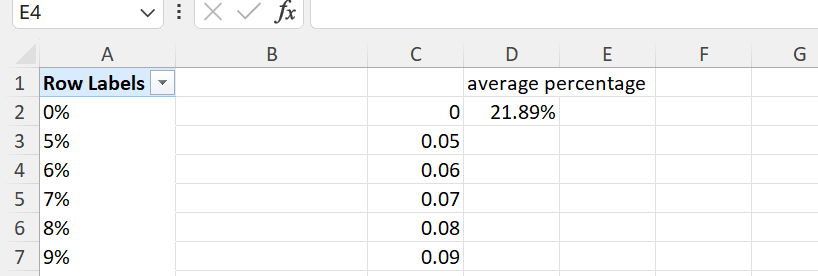 E4 fx
A B C D E F G
1 Row Labels average percentage
2 0% 0 21.89%
3 5% 0.05
4 6% 0.06
5 7% 0.07
6 8% 0.08
7 9% 0.09